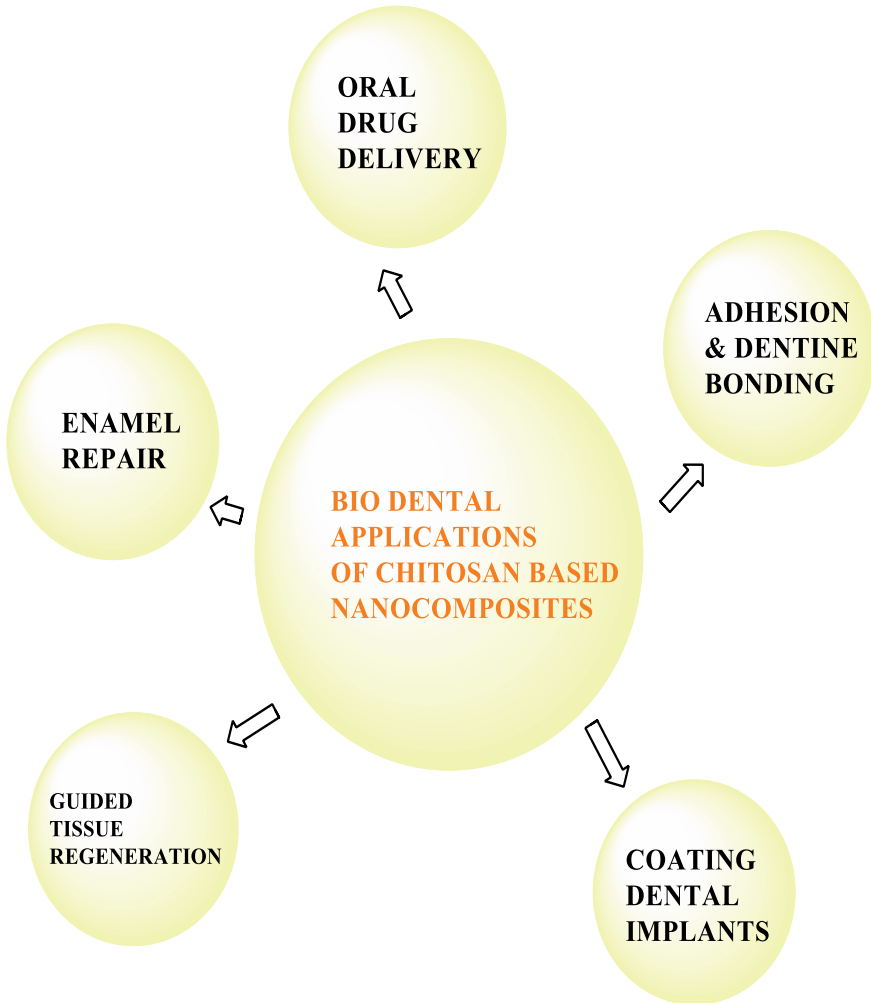 ORAL
DRUG
DELIVERY
ADHESION
& DENTINE
BONDING
ENAMEL
REPAIR
BIO DENTAL
APPLICATIONS
OF CHITOSAN BASED
NANOCOMPOSITES
GUIDED
TISSUE
REGENERATION
COATING
DENTAL
IMPLANTS